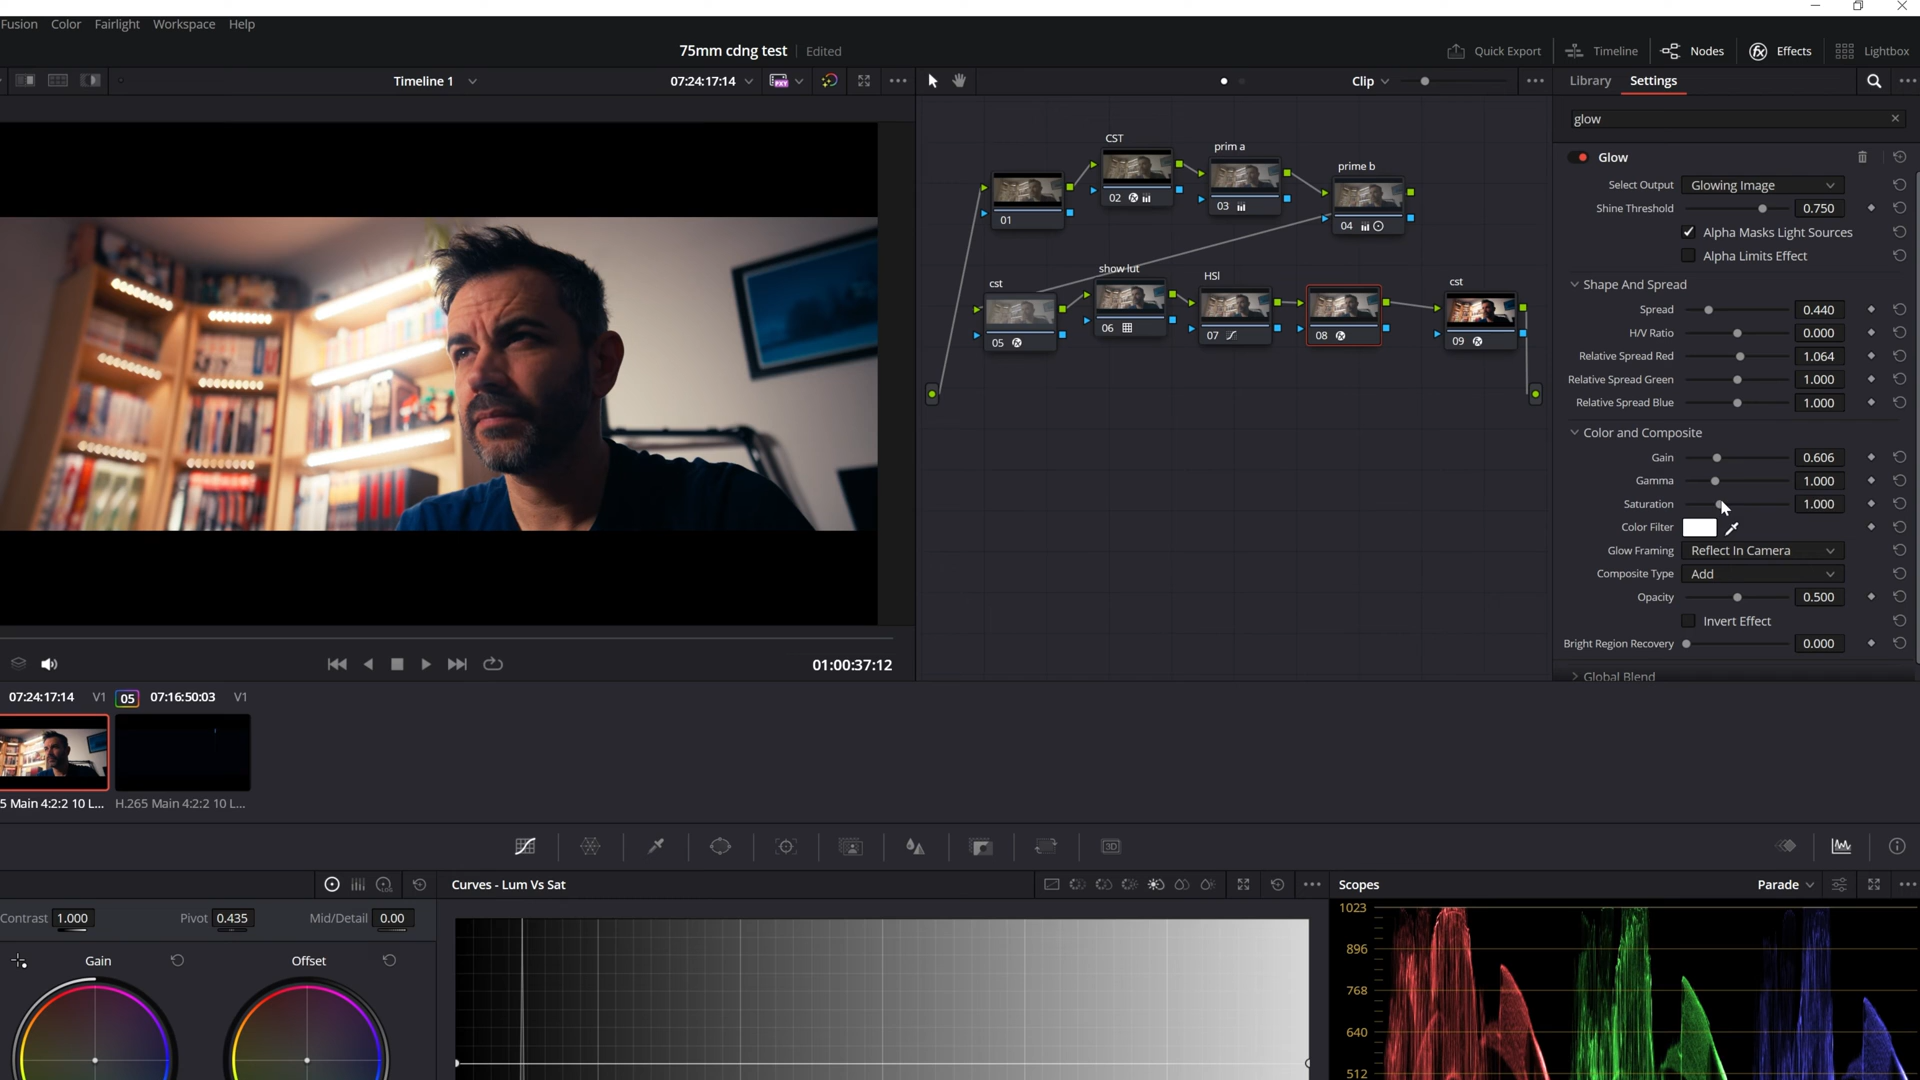 Fusion Color Fairlight Workspace Help
75mm cdng test Edited
Quick Export Timeline Nodes Effects Lightbox
Timeline 1 07:24:17:14 Clip Library Settings
glow
Glow
Select Output Glowing Image
Shine Threshold 0.750
Alpha Masks Light Sources
Alpha Limits Effect
Shape And Spread
Spread 0.440
H/V Ratio 0.000
Relative Spread Red 1.064
Relative Spread Green 1.000
Relative Spread Blue 1.000
Color and Composite
Gain 0.606
Gamma 1.000
Saturation 1.000
Color Filter
Glow Framing Reflect In Camera
Composite Type Add
Opacity 0.500
Invert Effect
Bright Region Recovery 0.000
Global Blend
CST prim a prime b
01 02 03 04
cst show lut HSl cst
05 06 07 08 09
01:00:37:12
07:24:17:14 V1 05 07:16:50:03 V1
5 Main 4:2:2 10 L... H.265 Main 4:2:2 10 L...
3D
Curves - Lum Vs Sat
Scopes Parade
Contrast 1.000 Pivot 0.435 Mid/Detail 0.00
Gain Offset
LOG
1023
896
768
640
512